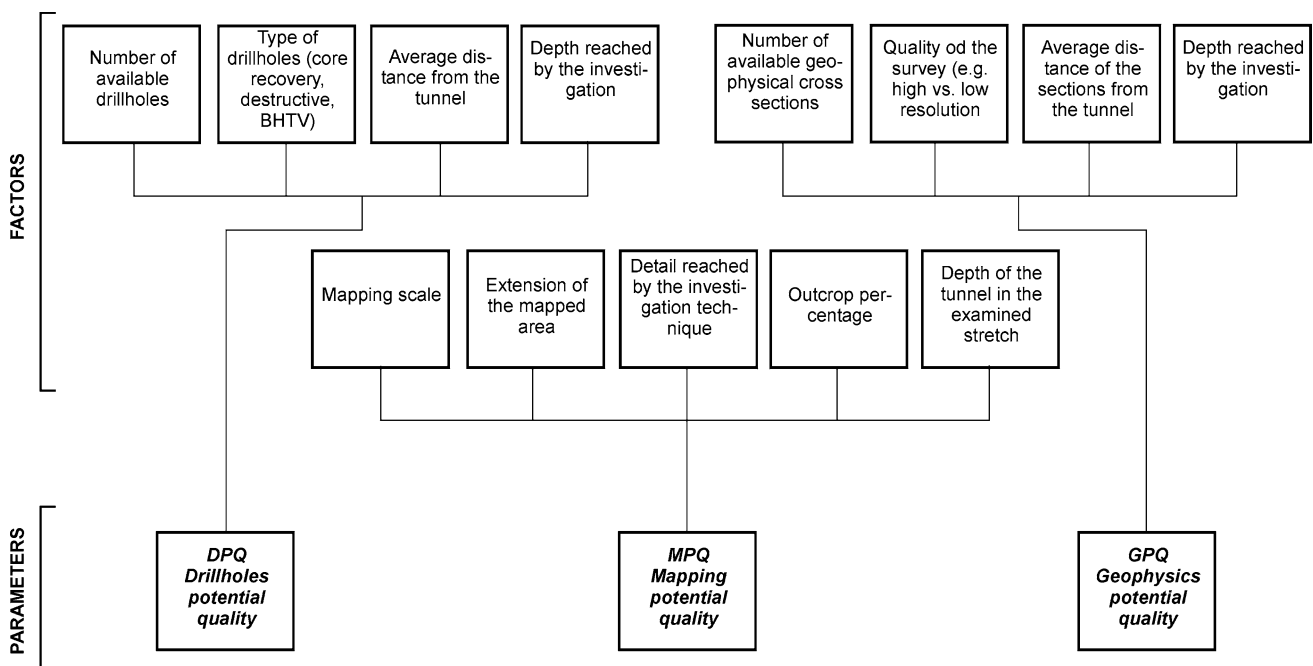 FACTORS
Number of
available
drillholes
Type of
drillholes (core
recovery,
destructive,
BHTV)
Average dis-
tance from the
tunnel
Depth reached
by the investi-
gation
Number of
available geo-
physical cross
sections
Quality od the
survey (e.g.
high vs. low
resolution
Average dis-
tance of the
sections from
the tunnel
Depth reached
by the investi-
gation
Mapping scale
Extension of
the mapped
area
Detail reached
by the investi-
gation tech-
nique
Outcrop per-
centage
Depth of the
tunnel in the
examined
stretch
PARAMETERS
DPQ
Drillholes
potential
quality
MPQ
Mapping
potential
quality
GPQ
Geophysics
potential
quality